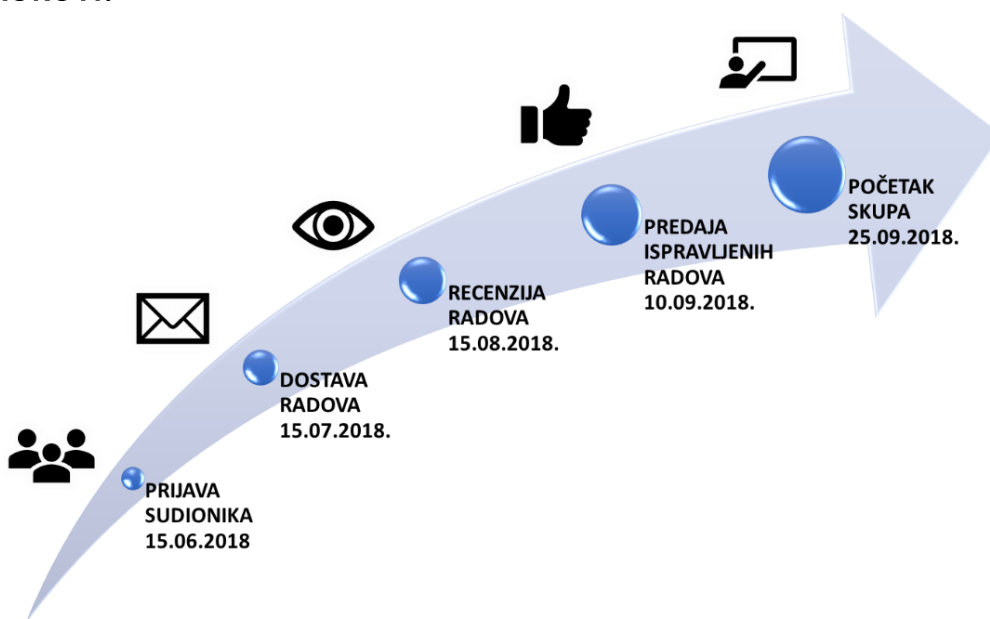 PRIJAVA
SUDIONIKA
15.06.2018
DOSTAVA
RADOVA
15.07.2018.
RECENZIJA
RADOVA
15.08.2018.
PREDAJA
ISPRAVLJENIH
RADOVA
10.09.2018.
POČETAK
SKUPA
25.09.2018.